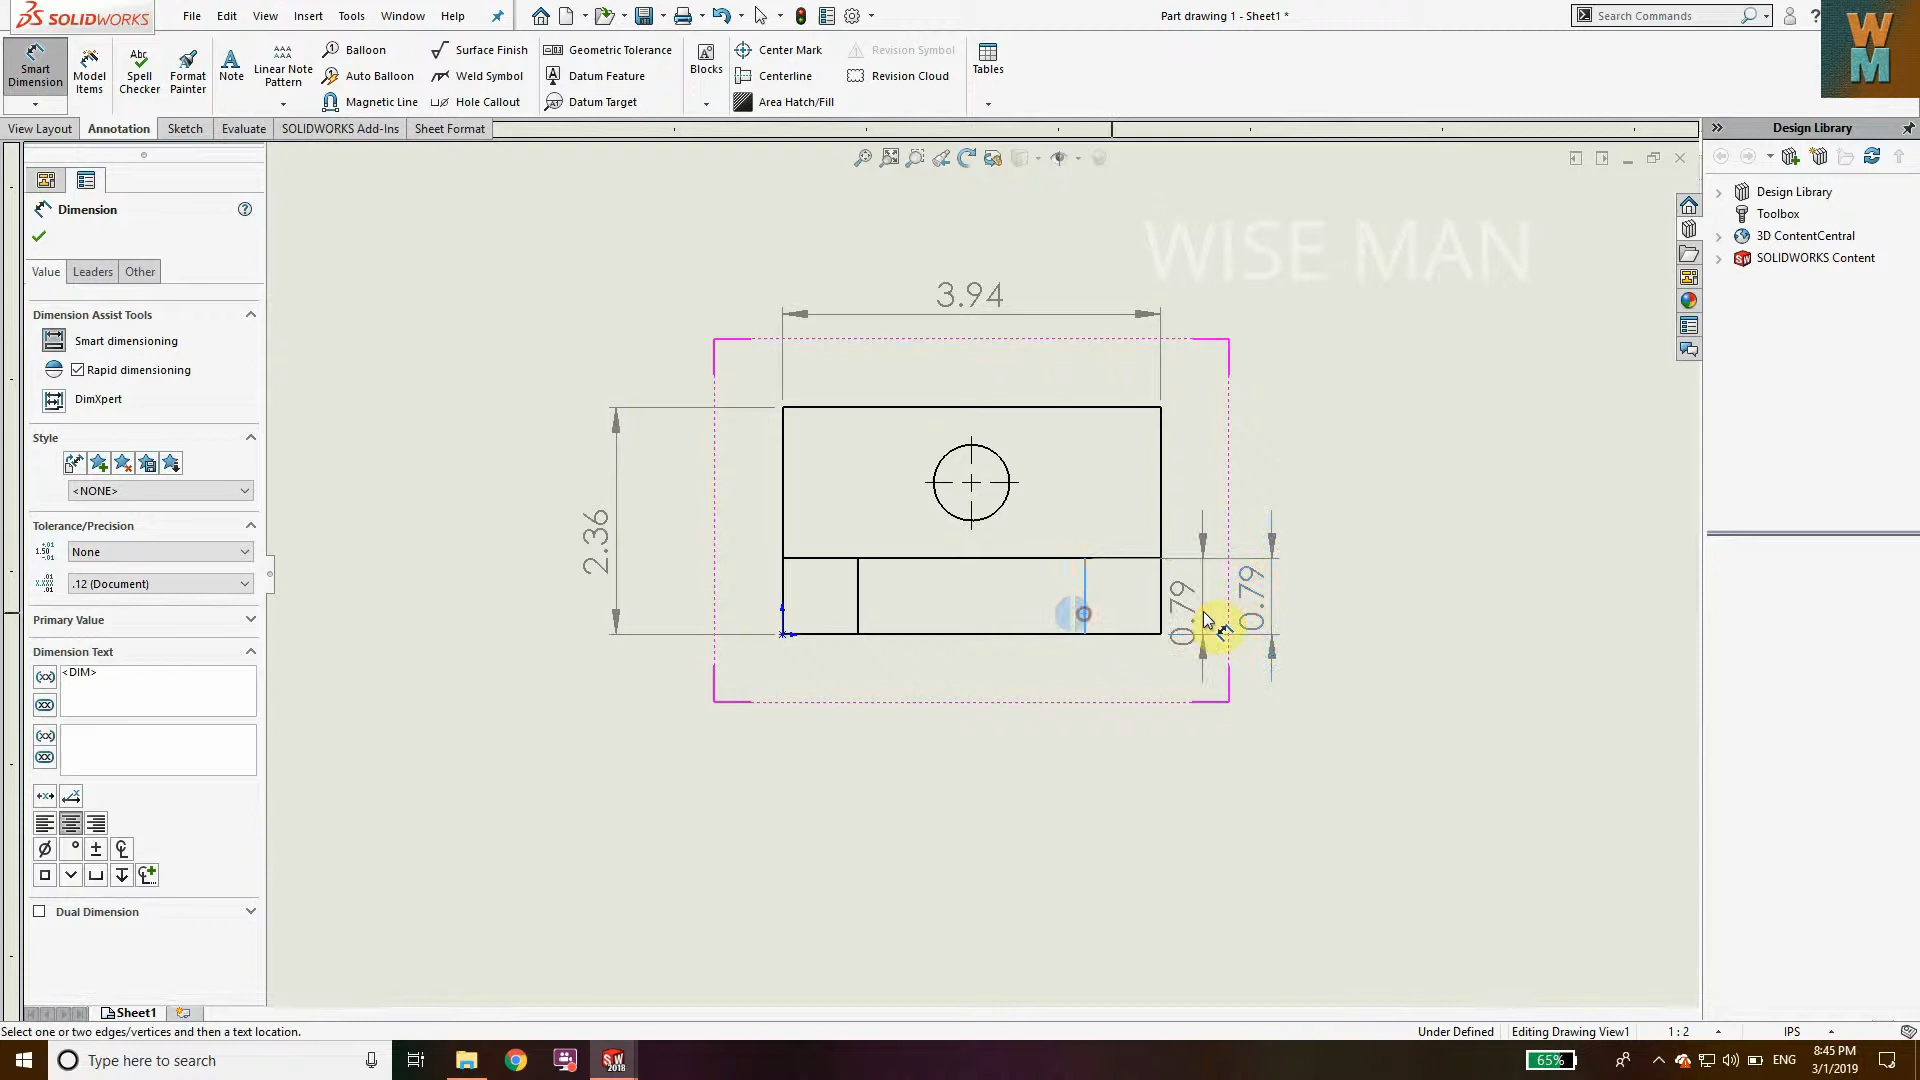 SOLIDWORKS
File Edit View Insert Tools Window Help
Part drawing 1 - Sheet1 *
Search Commands
WM
Smart Dimension
Model Items
Spell Checker
Format Painter
Note
Linear Note Pattern
Balloon
Auto Balloon
Magnetic Line
Surface Finish
Weld Symbol
Hole Callout
Geometric Tolerance
Datum Feature
Datum Target
Blocks
Center Mark
Centerline
Area Hatch/Fill
Revision Symbol
Revision Cloud
Tables
View Layout Annotation Sketch Evaluate SOLIDWORKS Add-Ins Sheet Format
Design Library
Design Library
Toolbox
3D ContentCentral
SOLIDWORKS Content
Dimension
Value Leaders Other
Dimension Assist Tools
Smart dimensioning
Rapid dimensioning
DimXpert
Style
<NONE>
Tolerance/Precision
None
.12 (Document)
Primary Value
Dimension Text
<DIM>
Dual Dimension
WISE MAN
3.94
2.36
0.79
0.79
Sheet1
Select one or two edges/vertices and then a text location.
Under Defined
Editing Drawing View1
1 : 2
IPS
Type here to search
SW 2018
65%
ENG
8:45 PM
3/1/2019